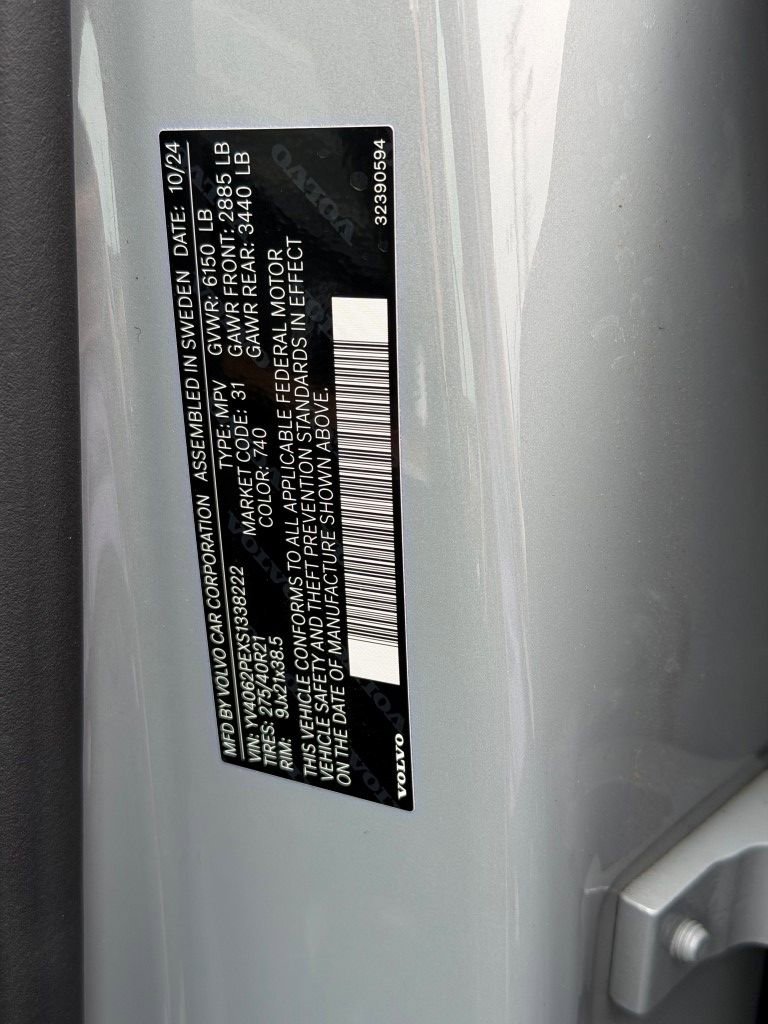 MFD BY VOLVO CAR CORPORATION ASSEMBLED IN SWEDEN DATE: 10/24
VIN: YV4062PEXS1338222 TYPE: MPV GVWR: 6150 LB
TIRES: 275/40R21 MARKET CODE: 31 GAWR FRONT: 2885 LB
RIM: 9Jx21x38.5 COLOR: 740 GAWR REAR: 3440 LB
THIS VEHICLE CONFORMS TO ALL APPLICABLE FEDERAL MOTOR
VEHICLE SAFETY AND THEFT PREVENTION STANDARDS IN EFFECT
ON THE DATE OF MANUFACTURE SHOWN ABOVE.
VOLVO 32390594